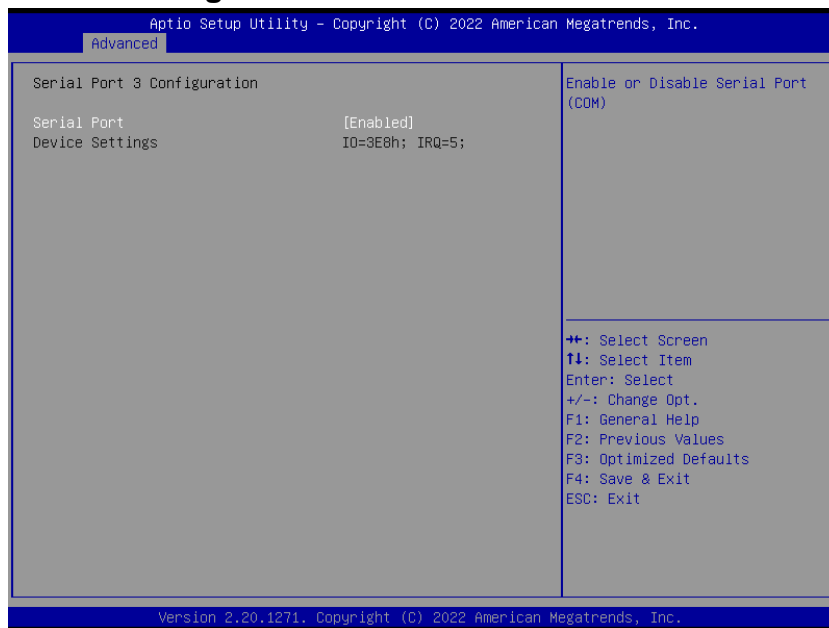 Aptio Setup Utility – Copyright (C) 2022 American Megatrends, Inc.
Advanced
Serial Port 3 Configuration
Serial Port [Enabled]
Device Settings IO=3E8h; IRQ=5;
Enable or Disable Serial Port
(COM)
→←: Select Screen
↑↓: Select Item
Enter: Select
+/-: Change Opt.
F1: General Help
F2: Previous Values
F3: Optimized Defaults
F4: Save & Exit
ESC: Exit
Version 2.20.1271. Copyright (C) 2022 American Megatrends, Inc.